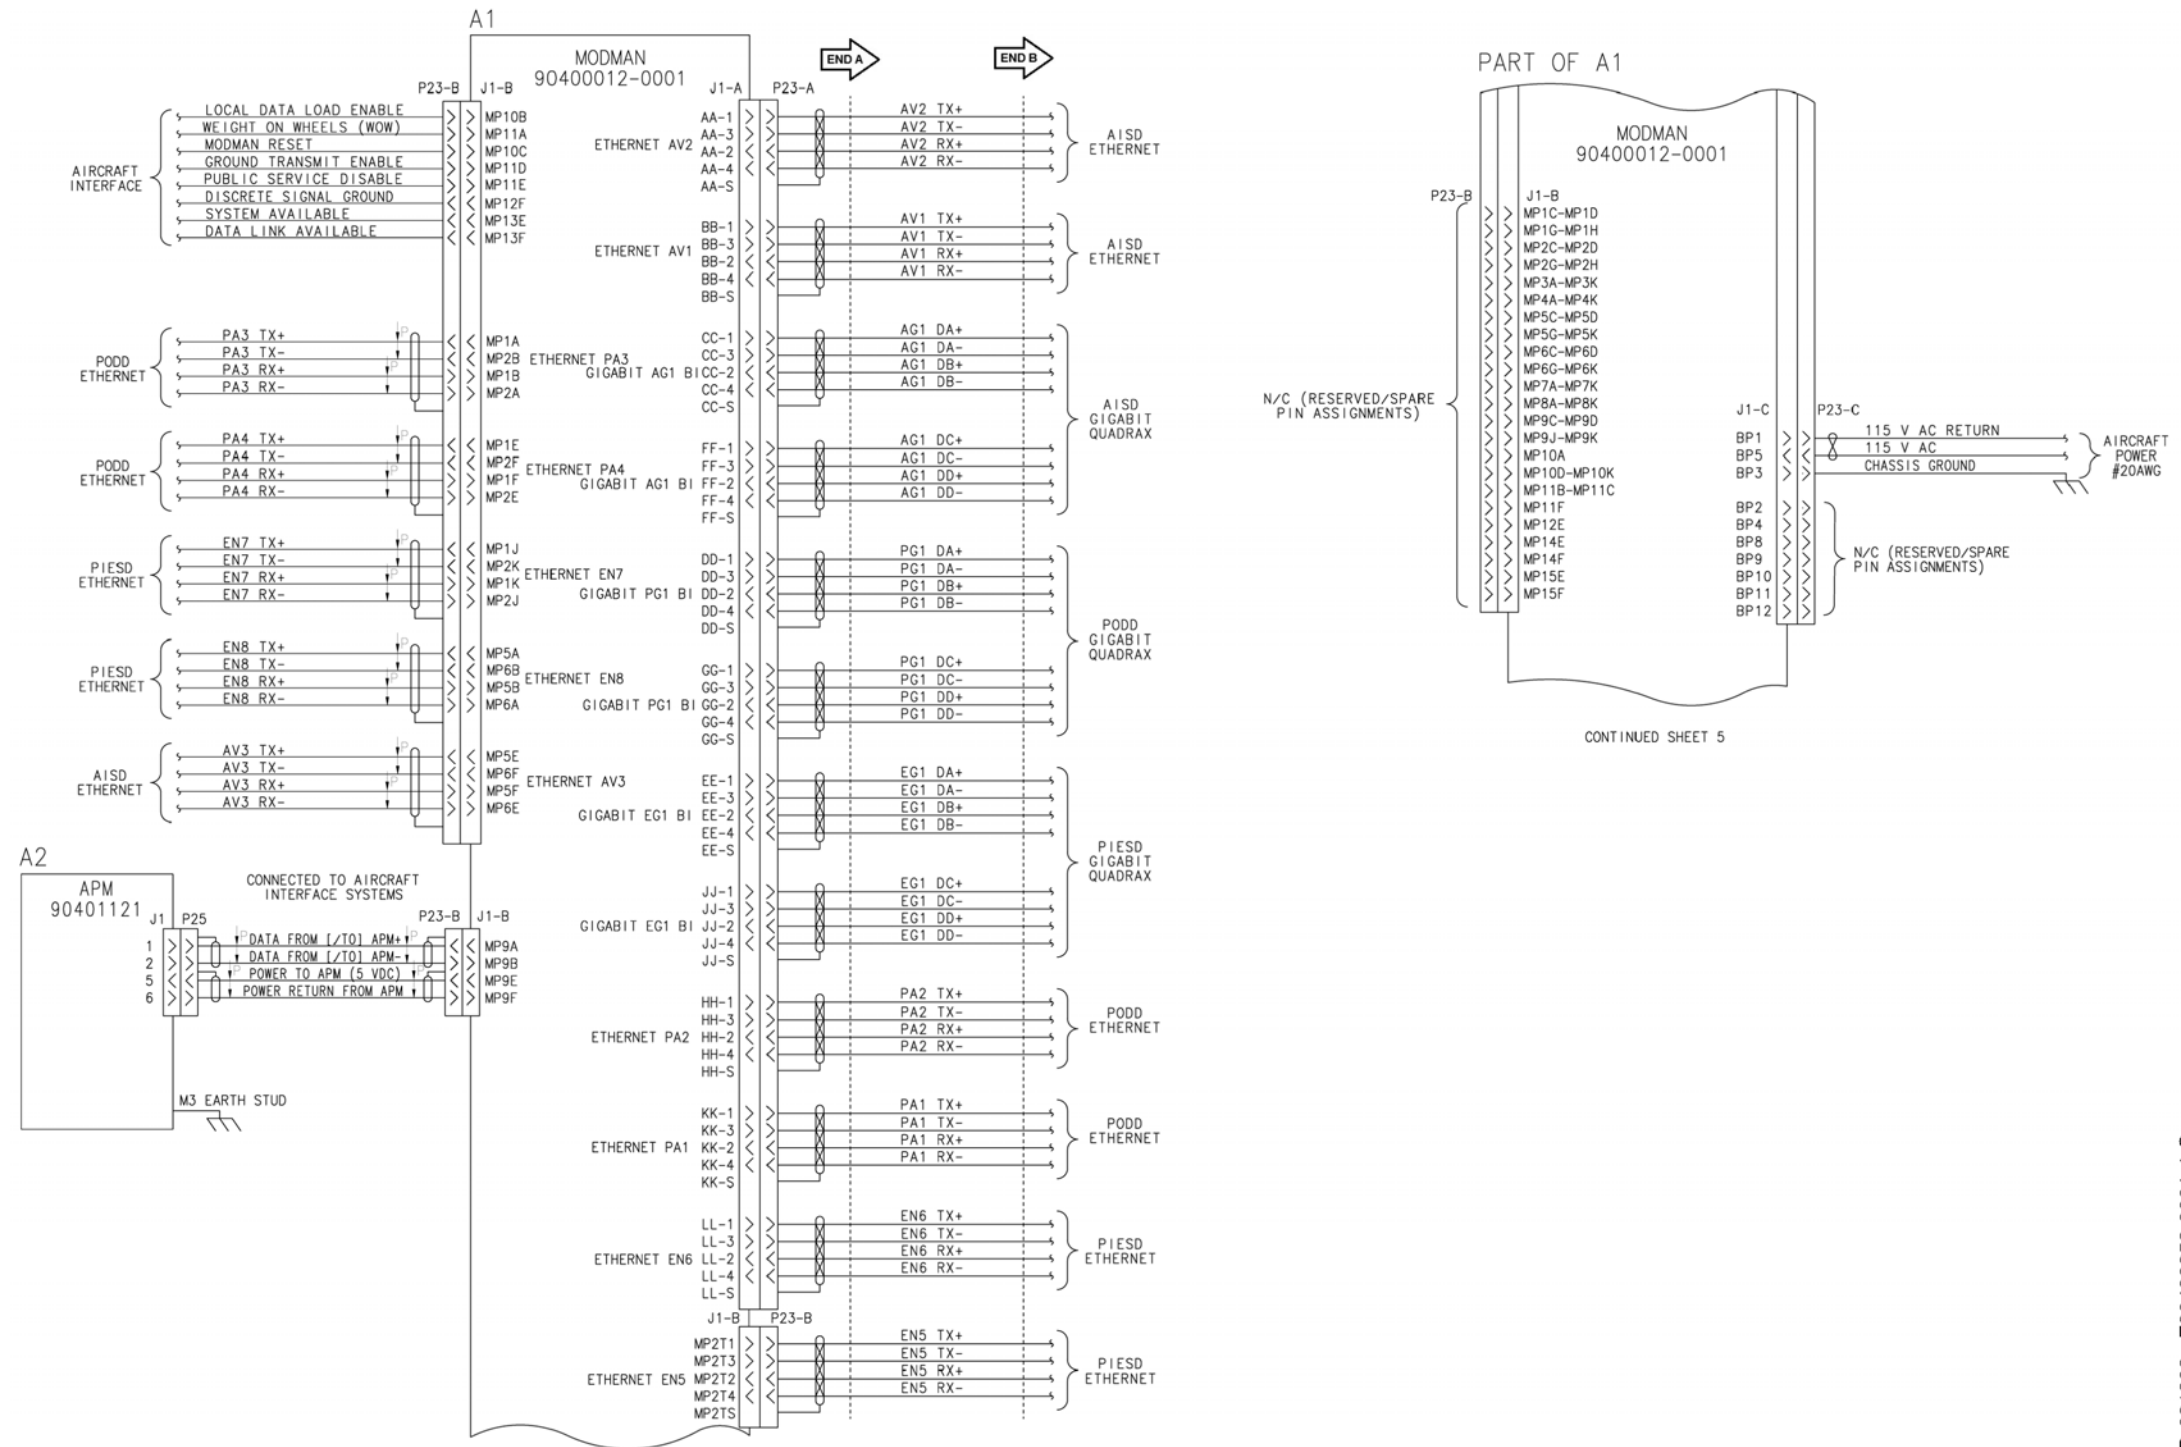 A1
MODMAN
90400012-0001
END A
END B
P23-B
J1-B
J1-A
P23-A
LOCAL DATA LOAD ENABLE
MP10B
WEIGHT ON WHEELS (WOW)
MP11A
MODMAN RESET
MP10C
GROUND TRANSMIT ENABLE
MP11D
PUBLIC SERVICE DISABLE
MP11E
DISCRETE SIGNAL GROUND
MP12F
SYSTEM AVAILABLE
MP13E
DATA LINK AVAILABLE
MP13F
AIRCRAFT
INTERFACE
PODD
ETHERNET
PA3 TX+
MP1A
PA3 TX-
MP2B
PA3 RX+
MP1B
PA3 RX-
MP2A
P
P
ETHERNET PA3
PODD
ETHERNET
PA4 TX+
MP1E
PA4 TX-
MP2F
PA4 RX+
MP1F
PA4 RX-
MP2E
P
P
ETHERNET PA4
PIESD
ETHERNET
EN7 TX+
MP1J
EN7 TX-
MP2K
EN7 RX+
MP1K
EN7 RX-
MP2J
P
P
ETHERNET EN7
PIESD
ETHERNET
EN8 TX+
MP5A
EN8 TX-
MP6B
EN8 RX+
MP5B
EN8 RX-
MP6A
P
P
ETHERNET EN8
AISD
ETHERNET
AV3 TX+
MP5E
AV3 TX-
MP6F
AV3 RX+
MP5F
AV3 RX-
MP6E
P
P
ETHERNET AV3
A2
APM
90401121
J1
P25
CONNECTED TO AIRCRAFT
INTERFACE SYSTEMS
P23-B
J1-B
1
P
DATA FROM [/TO] APM+
P
MP9A
2
DATA FROM [/TO] APM-
MP9B
5
P
POWER TO APM (5 VDC)
P
MP9E
6
POWER RETURN FROM APM
MP9F
M3 EARTH STUD
ETHERNET AV2
AA-1
AV2 TX+
AA-3
AV2 TX-
AA-2
AV2 RX+
AA-4
AV2 RX-
AA-S
AISD
ETHERNET
ETHERNET AV1
BB-1
AV1 TX+
BB-3
AV1 TX-
BB-2
AV1 RX+
BB-4
AV1 RX-
BB-S
AISD
ETHERNET
GIGABIT AG1 BI
CC-1
AG1 DA+
CC-3
AG1 DA-
CC-2
AG1 DB+
CC-4
AG1 DB-
CC-S
GIGABIT AG1 BI
FF-1
AG1 DC+
FF-3
AG1 DC-
FF-2
AG1 DD+
FF-4
AG1 DD-
FF-S
AISD
GIGABIT
QUADRAX
GIGABIT PG1 BI
DD-1
PG1 DA+
DD-3
PG1 DA-
DD-2
PG1 DB+
DD-4
PG1 DB-
DD-S
GIGABIT PG1 BI
GG-1
PG1 DC+
GG-3
PG1 DC-
GG-2
PG1 DD+
GG-4
PG1 DD-
GG-S
PODD
GIGABIT
QUADRAX
GIGABIT EG1 BI
EE-1
EG1 DA+
EE-3
EG1 DA-
EE-2
EG1 DB+
EE-4
EG1 DB-
EE-S
GIGABIT EG1 BI
JJ-1
EG1 DC+
JJ-3
EG1 DC-
JJ-2
EG1 DD+
JJ-4
EG1 DD-
JJ-S
PIESD
GIGABIT
QUADRAX
ETHERNET PA2
HH-1
PA2 TX+
HH-3
PA2 TX-
HH-2
PA2 RX+
HH-4
PA2 RX-
HH-S
PODD
ETHERNET
ETHERNET PA1
KK-1
PA1 TX+
KK-3
PA1 TX-
KK-2
PA1 RX+
KK-4
PA1 RX-
KK-S
PODD
ETHERNET
ETHERNET EN6
LL-1
EN6 TX+
LL-3
EN6 TX-
LL-2
EN6 RX+
LL-4
EN6 RX-
LL-S
PIESD
ETHERNET
J1-B
P23-B
ETHERNET EN5
MP2T1
EN5 TX+
MP2T3
EN5 TX-
MP2T2
EN5 RX+
MP2T4
EN5 RX-
MP2TS
PIESD
ETHERNET
PART OF A1
MODMAN
90400012-0001
P23-B
J1-B
MP1C-MP1D
MP1G-MP1H
MP2C-MP2D
MP2G-MP2H
MP3A-MP3K
MP4A-MP4K
MP5C-MP5D
MP5G-MP5K
MP6C-MP6D
MP6G-MP6K
MP7A-MP7K
MP8A-MP8K
MP9C-MP9D
MP9J-MP9K
MP10A
MP10D-MP10K
MP11B-MP11C
MP11F
MP12E
MP14E
MP14F
MP15E
MP15F
N/C (RESERVED/SPARE
PIN ASSIGNMENTS)
J1-C
P23-C
BP1
115 V AC RETURN
BP5
115 V AC
BP3
CHASSIS GROUND
AIRCRAFT
POWER
#20AWG
BP2
BP4
BP8
BP9
BP10
BP11
BP12
N/C (RESERVED/SPARE
PIN ASSIGNMENTS)
CONTINUED SHEET 5